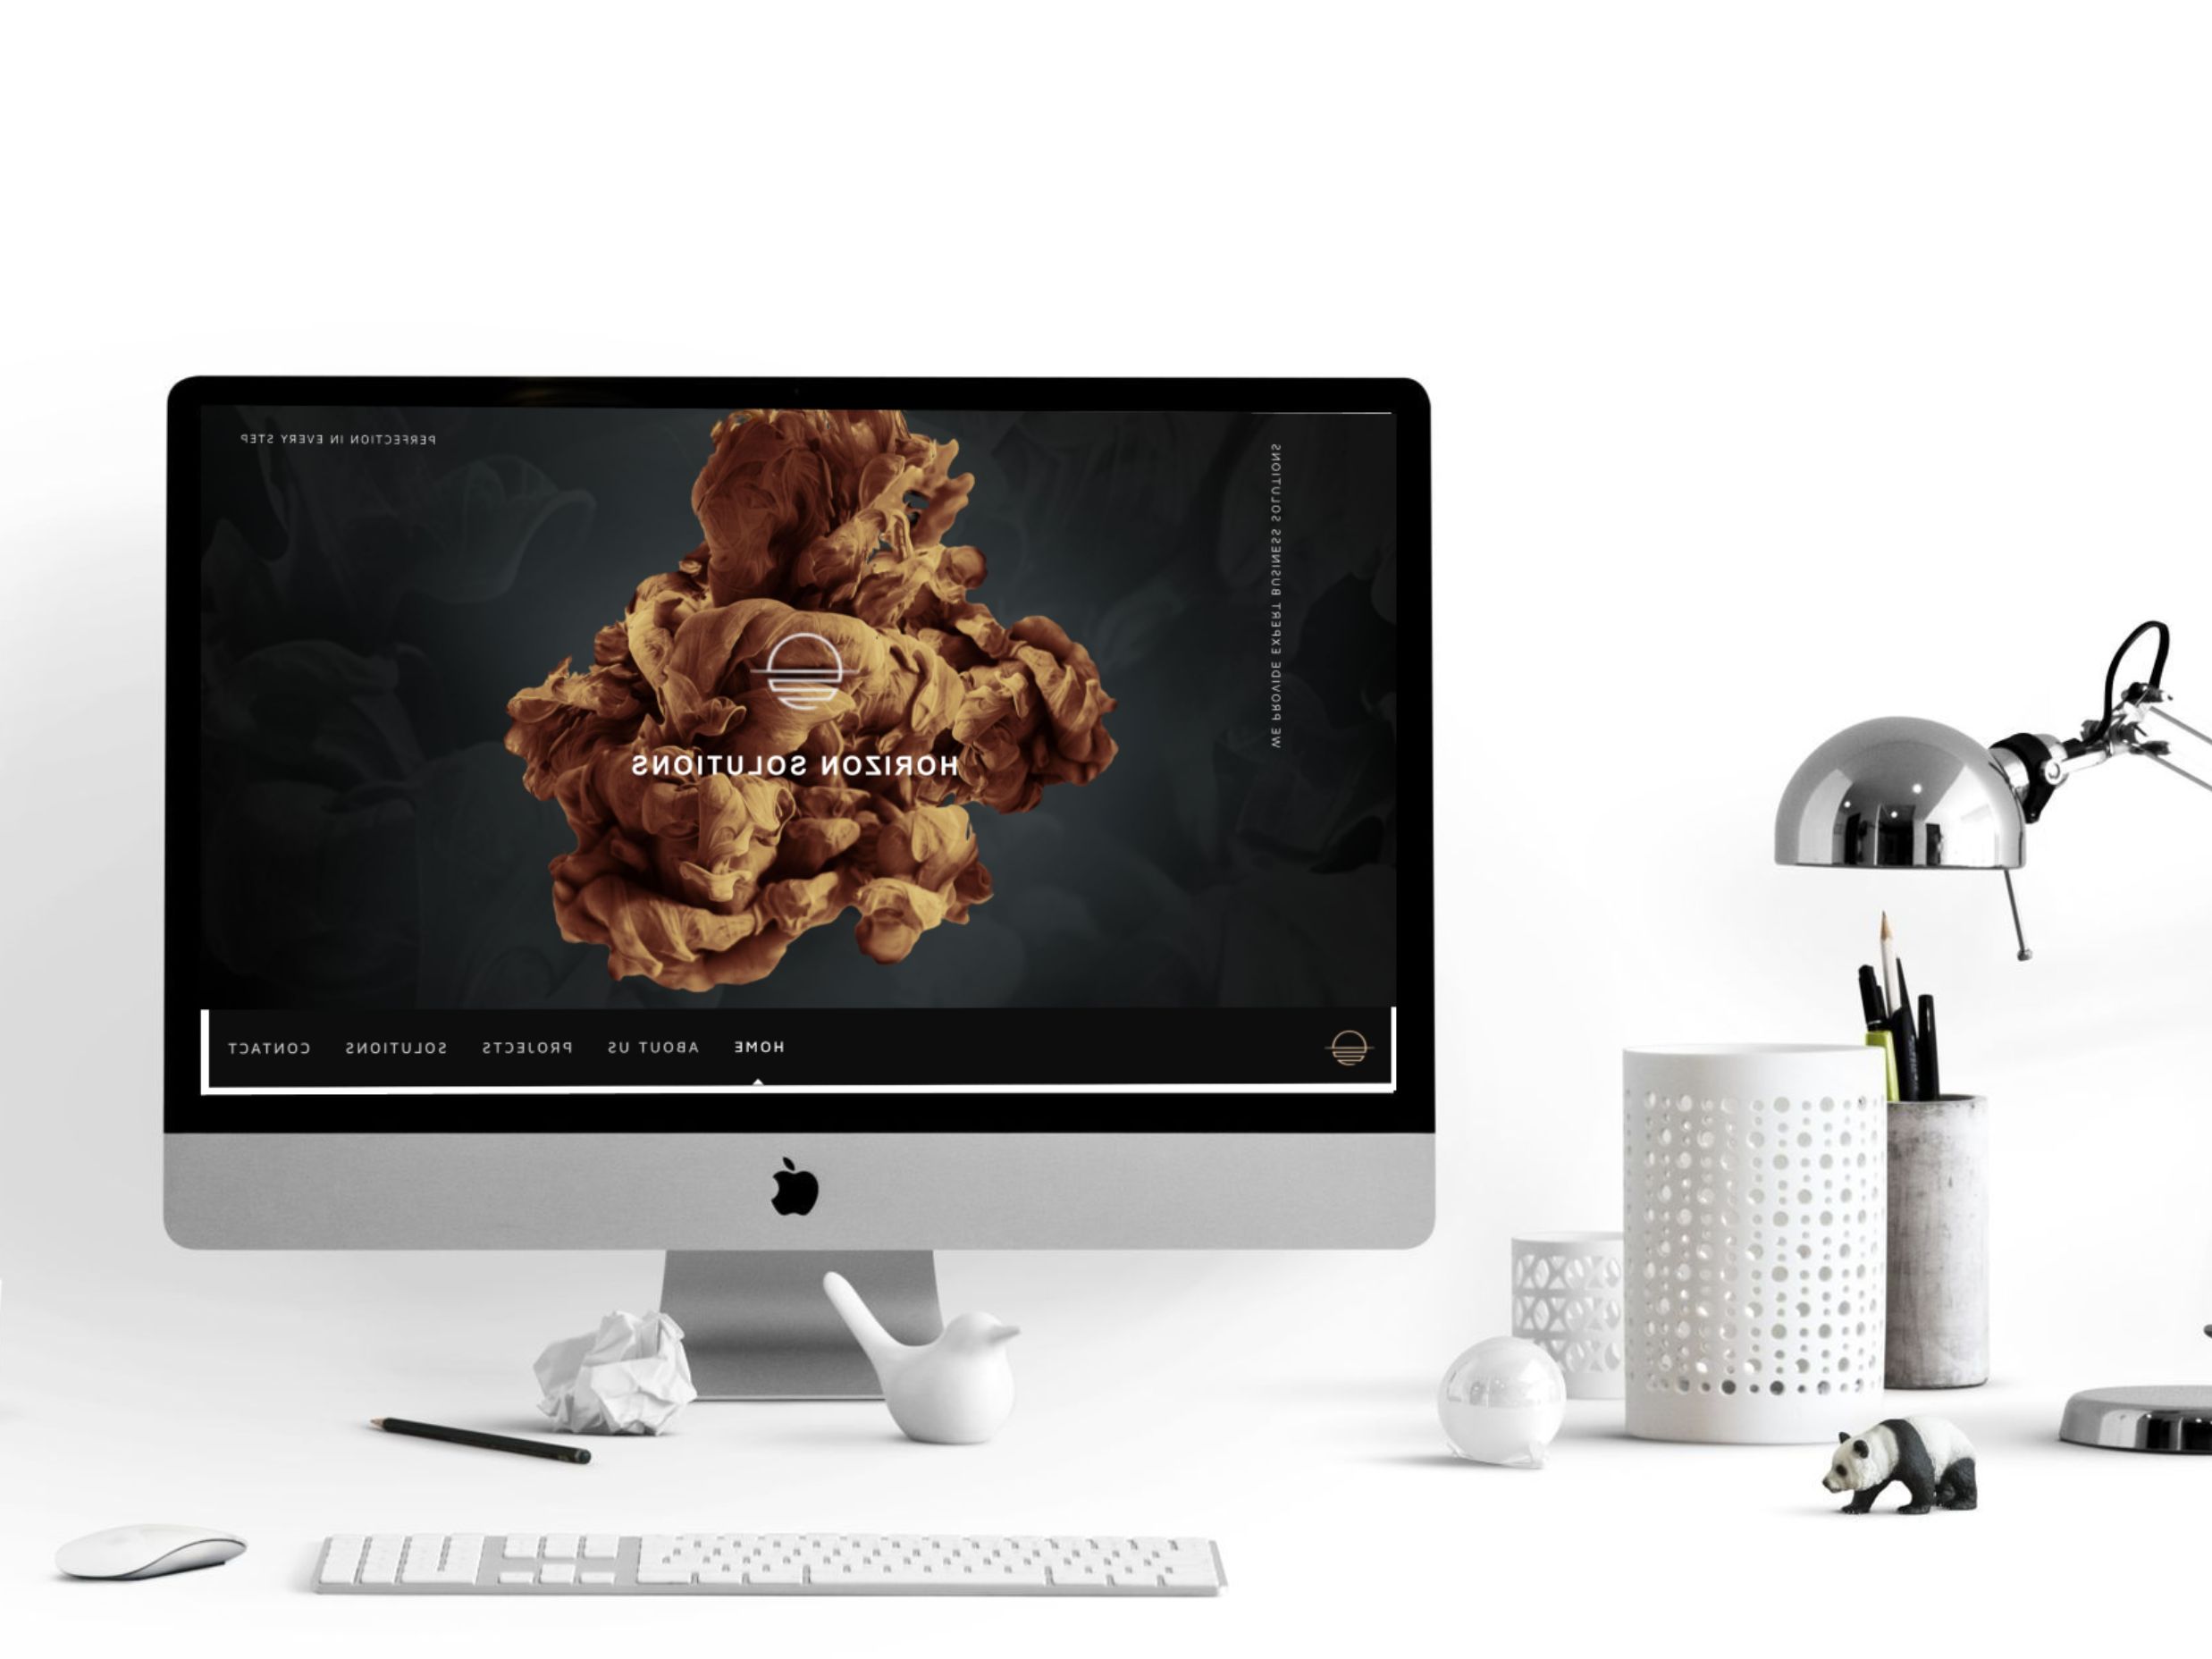 PERFECTION IN EVERY STEP
WE PROVIDE EXPERT BUSINESS SOLUTIONS
HORIZON SOLUTIONS
HOME
ABOUT US
PROJECTS
SOLUTIONS
CONTACT